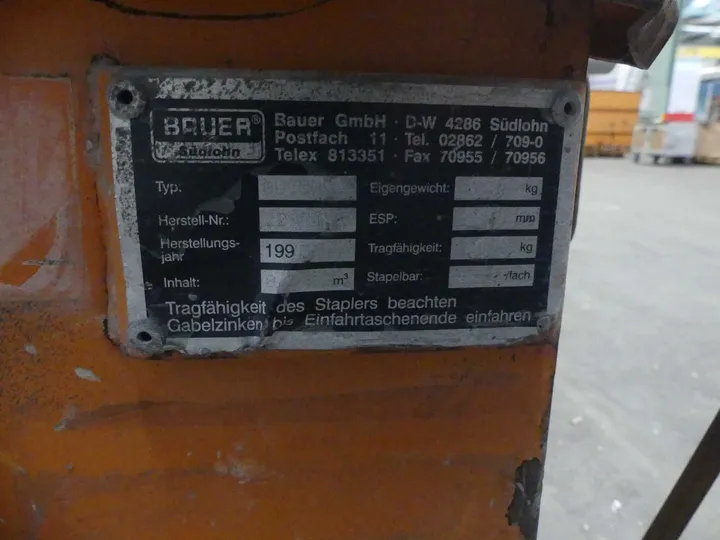 BAUER®
Südlohn
Bauer GmbH · D-W 4286 Südlohn
Postfach 11 · Tel. 02862 / 709-0
Telex 813351 · Fax 70955 / 70956
Typ:
Eigengewicht: kg
Herstell-Nr.:
ESP: mm
Herstellungs-
jahr 199
Tragfähigkeit: kg
Inhalt: m³
Stapelbar: fach
Tragfähigkeit des Staplers beachten
Gabelzinken bis Einfahrtaschenende einfahren